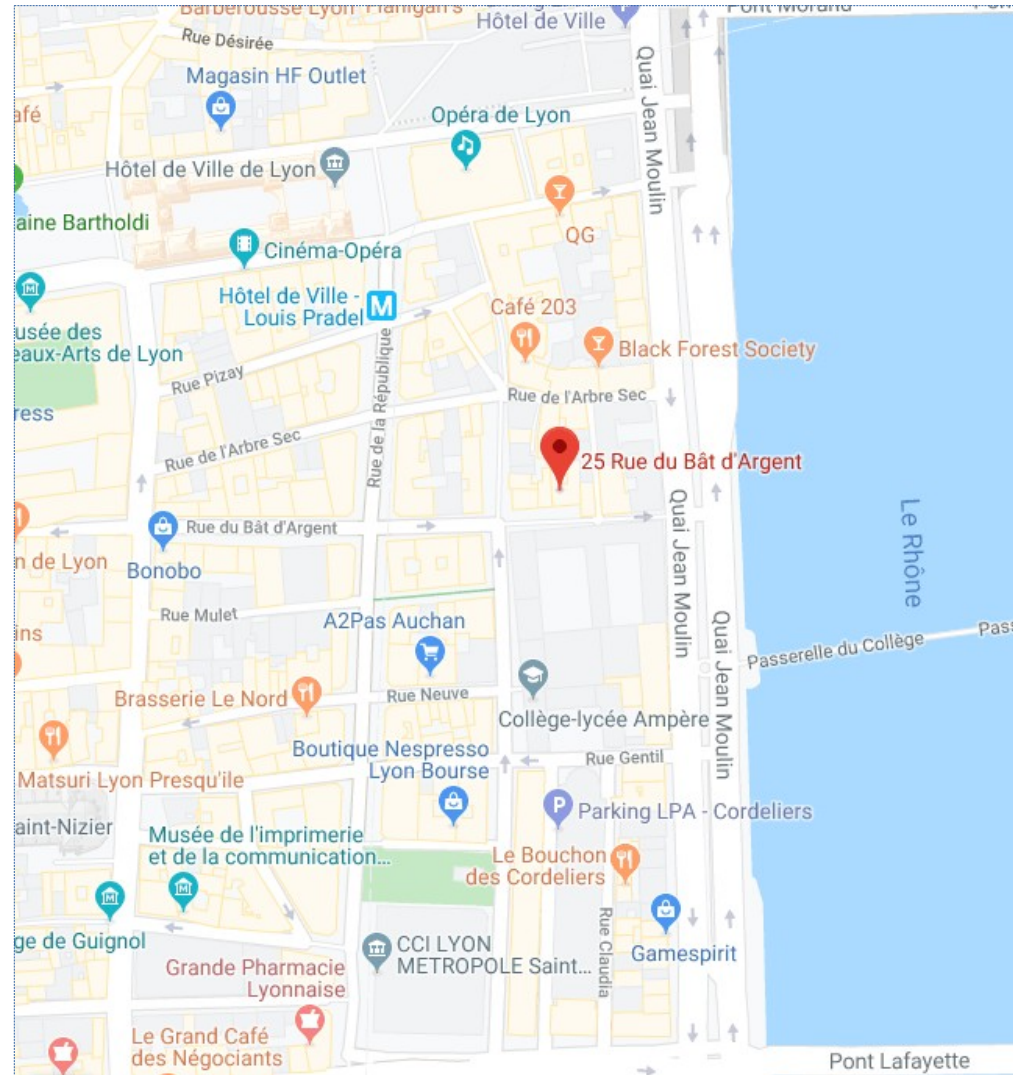 Barberousse Lyon Flanigan's
Hôtel de Ville
Pont Morand
Rue Désirée
Magasin HF Outlet
Quai Jean Moulin
afé
Opéra de Lyon
Hôtel de Ville de Lyon
aine Bartholdi
QG
Cinéma-Opéra
Hôtel de Ville -
Louis Pradel
M
Café 203
usée des
eaux-Arts de Lyon
Black Forest Society
Rue Pizay
Rue de la République
Rue de l'Arbre Sec
ress
Rue de l'Arbre Sec
25 Rue du Bât d'Argent
Quai Jean Moulin
Le Rhône
Rue du Bât d'Argent
n de Lyon
Bonobo
Rue Mulet
A2Pas Auchan
ins
Quai Jean Moulin
Passerelle du Collège
Pass
Brasserie Le Nord
Rue Neuve
Collège-lycée Ampère
Boutique Nespresso
Lyon Bourse
Rue Gentil
Matsuri Lyon Presqu'ile
P
Parking LPA - Cordeliers
aint-Nizier
Musée de l'imprimerie
et de la communication...
Le Bouchon
des Cordeliers
Rue Claudia
ge de Guignol
CCI LYON
METROPOLE Saint...
Gamespirit
Grande Pharmacie
Lyonnaise
Le Grand Café
des Négociants
Pont Lafayette